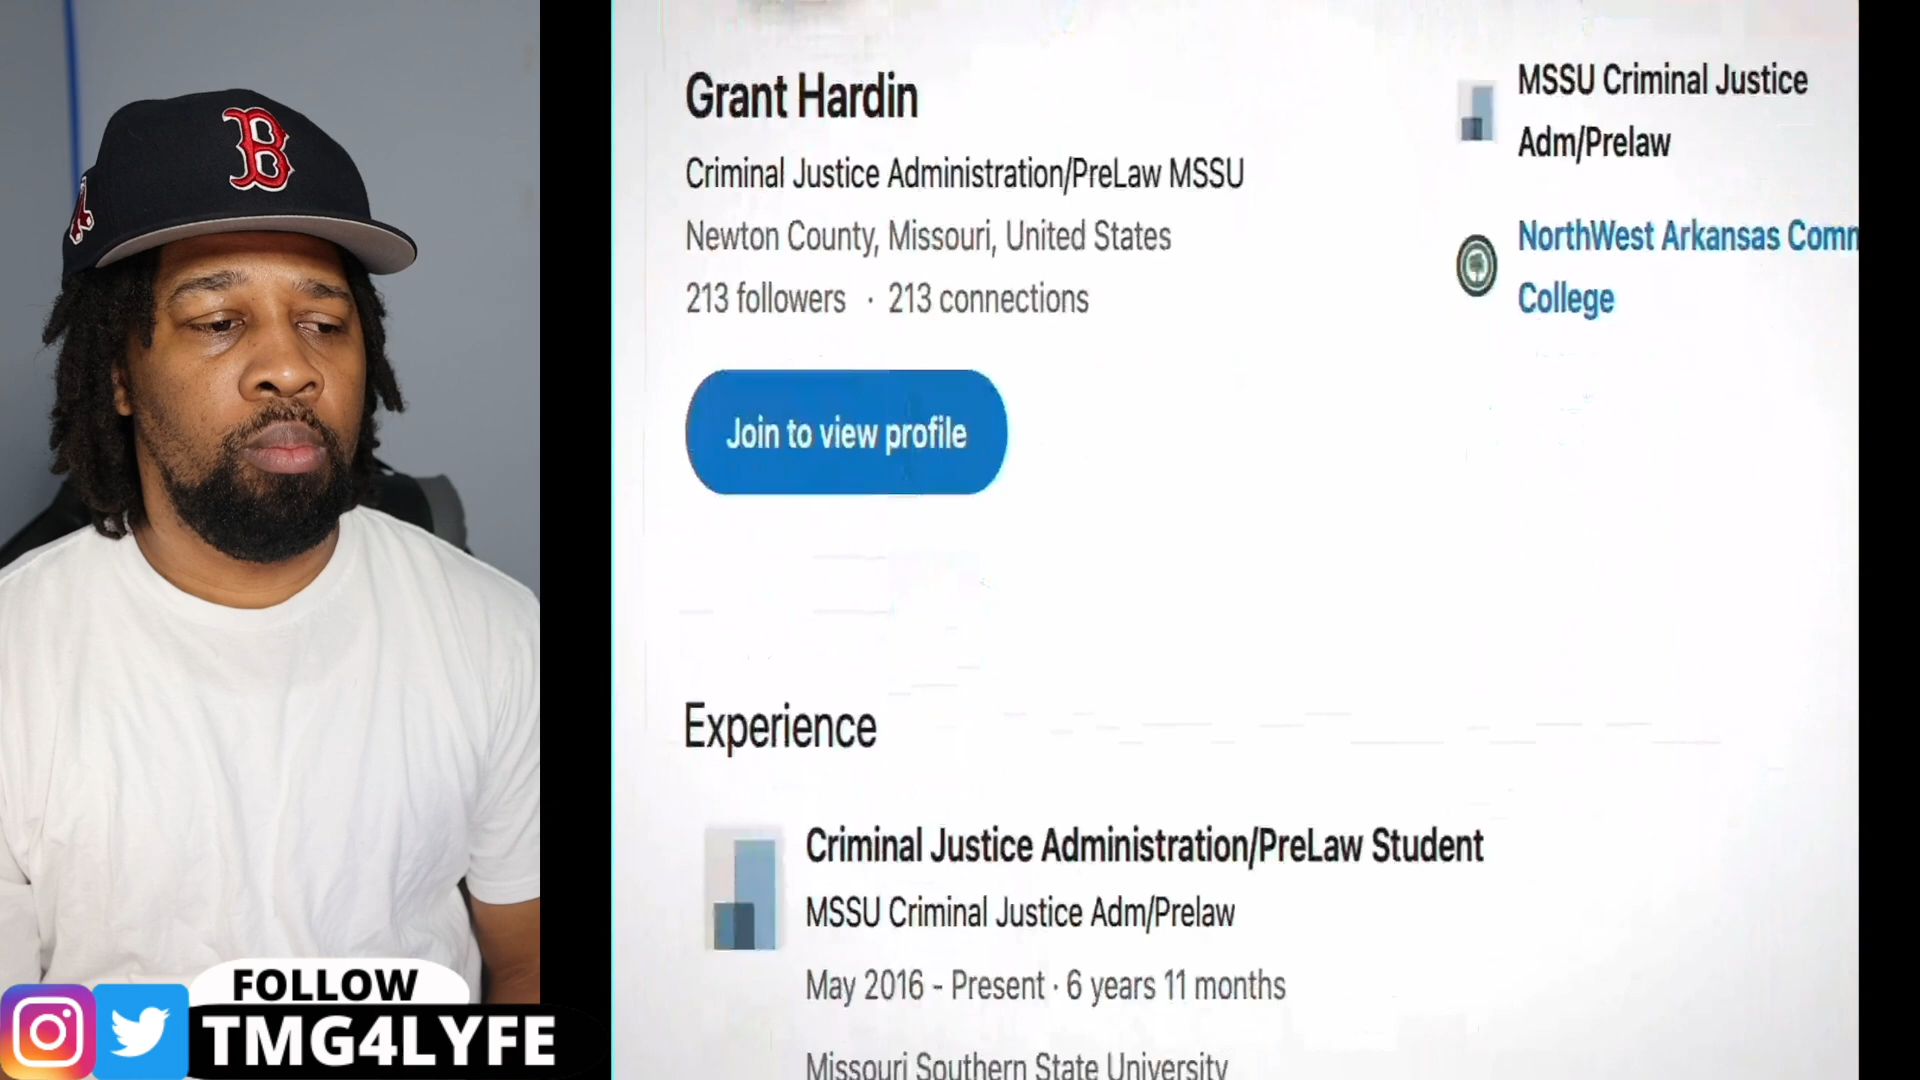 B
Grant Hardin
Criminal Justice Administration/PreLaw MSSU
Newton County, Missouri, United States
213 followers · 213 connections
Join to view profile
MSSU Criminal Justice
Adm/Prelaw
NorthWest Arkansas Comm
College
Experience
Criminal Justice Administration/PreLaw Student
MSSU Criminal Justice Adm/Prelaw
May 2016 - Present · 6 years 11 months
Missouri Southern State University
FOLLOW
TMG4LYFE